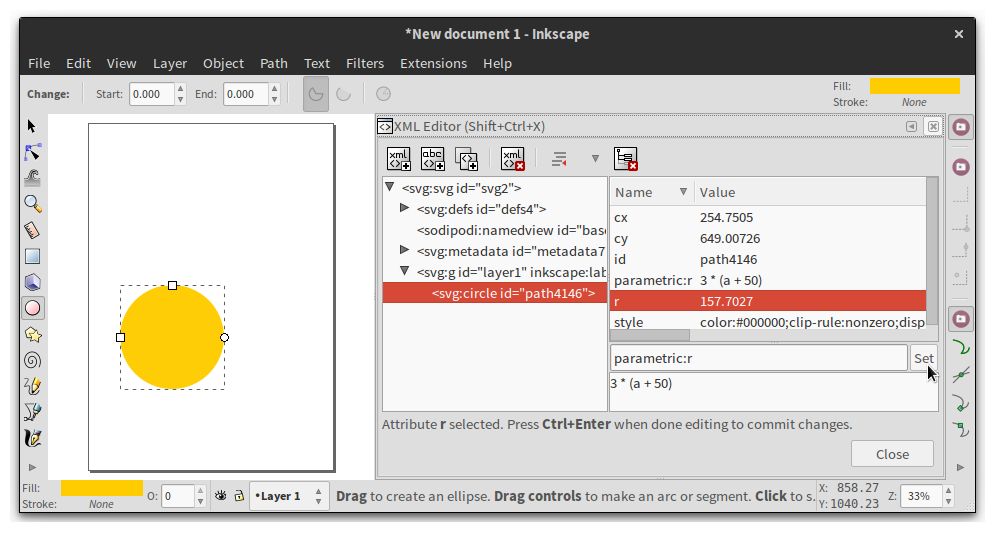 *New document 1 - Inkscape
File Edit View Layer Object Path Text Filters Extensions Help
Change: Start: 0.000 End: 0.000
Fill:
Stroke: None
XML Editor (Shift+Ctrl+X)
xml abc xml
<svg:svg id="svg2">
<svg:defs id="defs4">
<sodipodi:namedview id="base
<svg:metadata id="metadata7
<svg:g id="layer1" inkscape:lab
<svg:circle id="path4146">
Name Value
cx 254.7505
cy 649.00726
id path4146
parametric:r 3 * (a + 50)
r 157.7027
style color:#000000;clip-rule:nonzero;disp
parametric:r Set
3 * (a + 50)
Attribute r selected. Press Ctrl+Enter when done editing to commit changes.
Close
Fill:
Stroke: None
O: 0
•Layer 1
Drag to create an ellipse. Drag controls to make an arc or segment. Click to s.
X: 858.27
Y:1040.23
Z: 33%